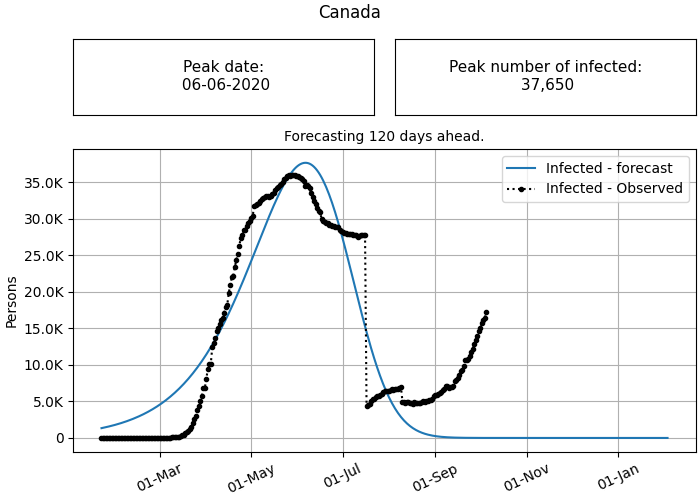 Canada
Peak date:
06-06-2020
Peak number of infected:
37,650
Forecasting 120 days ahead.
Infected - forecast
Infected - Observed
Persons
35.0K
30.0K
25.0K
20.0K
15.0K
10.0K
5.0K
0
01-Mar
01-May
01-Jul
01-Sep
01-Nov
01-Jan